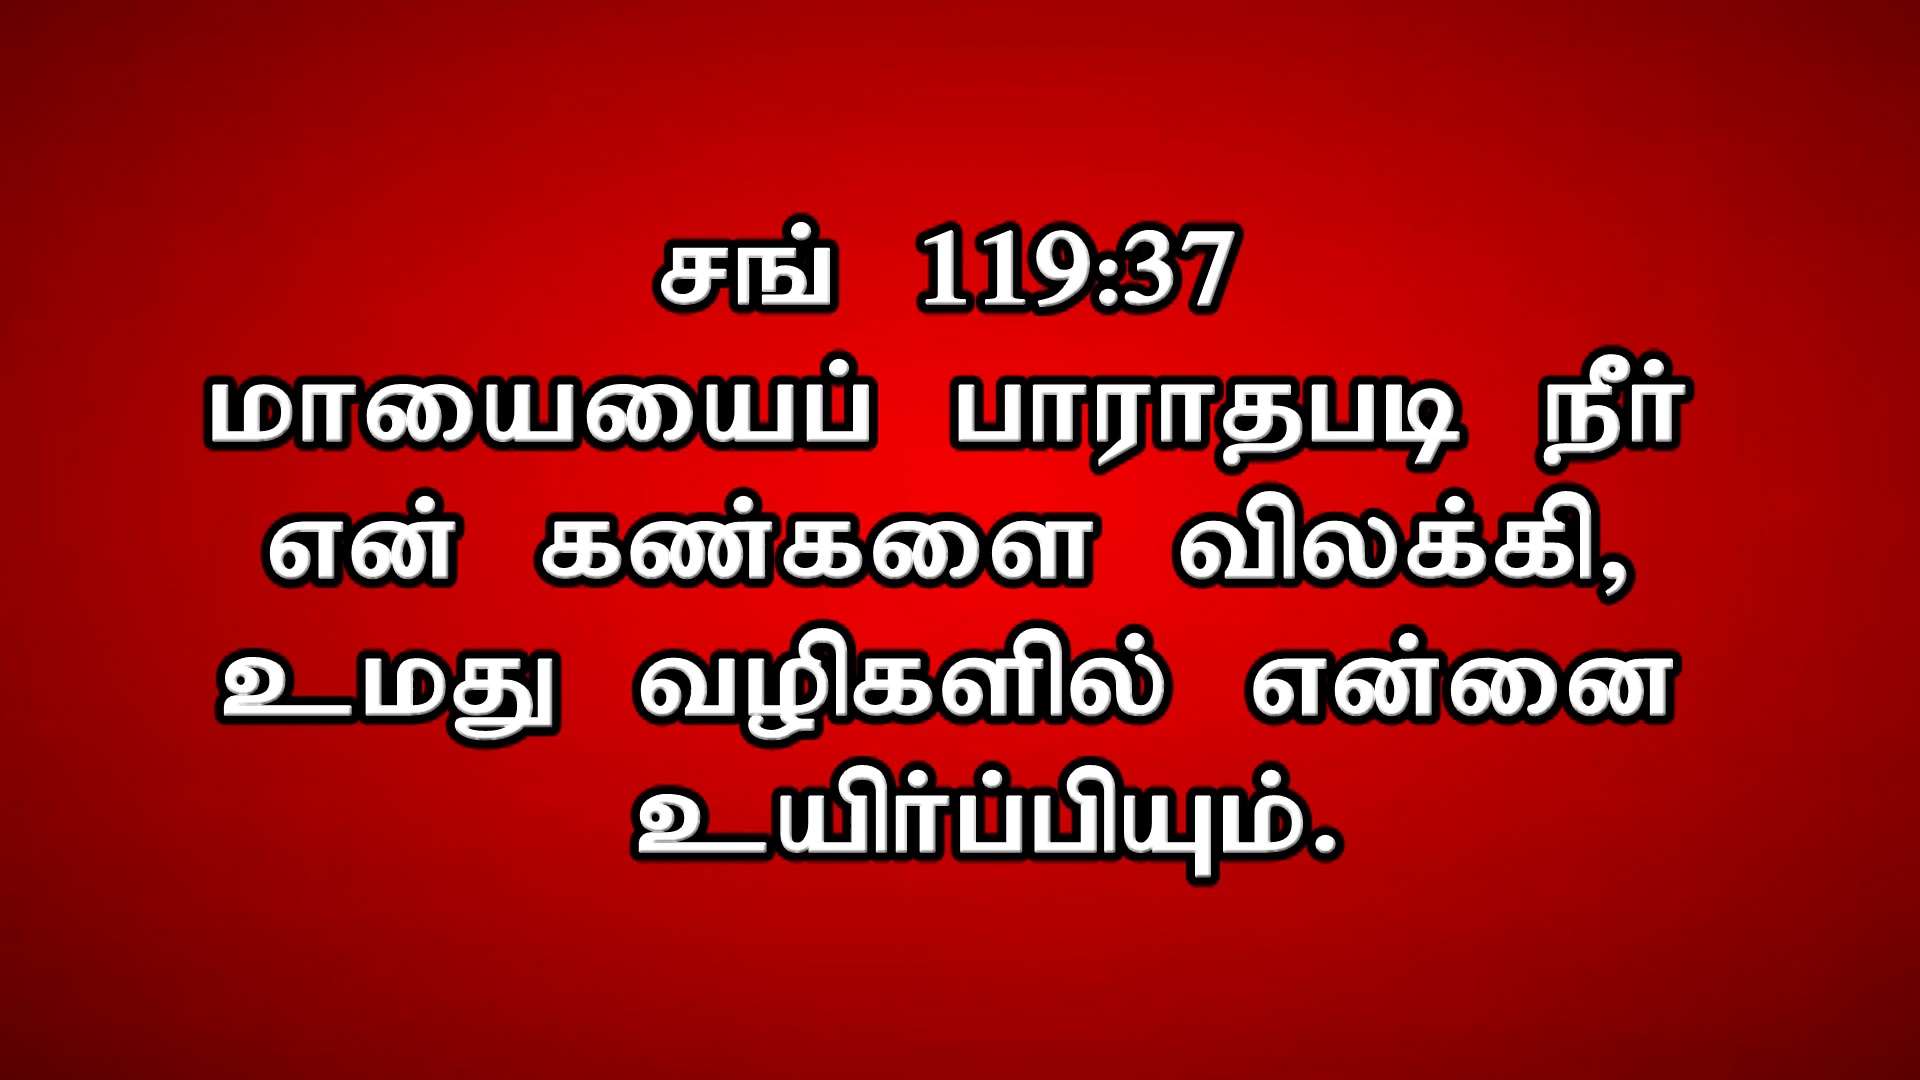 சங் 119:37
மாயையைப் பாராதபடி நீர்
என் கண்களை விலக்கி,
உமது வழிகளில் என்னை
உயிர்ப்பியும்.